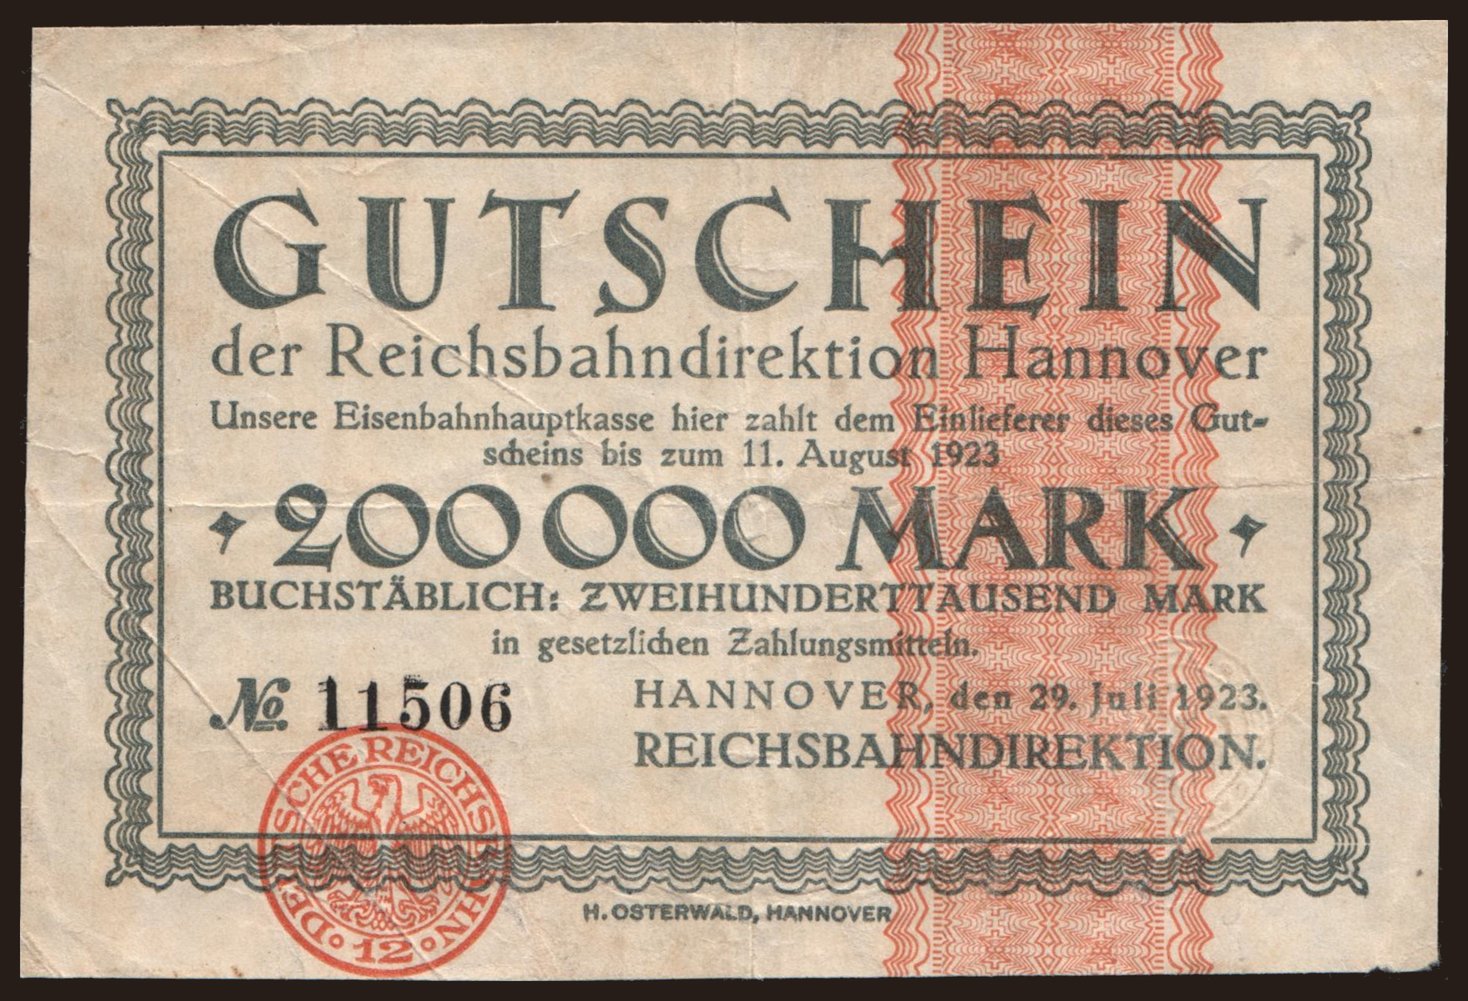 GUTSCHEIN
der Reichsbahndirektion Hannover
Unsere Eisenbahnhauptkasse hier zahlt dem Einlieferer dieses Gut-
scheins bis zum 11. August 1923
200 000 MARK
BUCHSTÄBLICH: ZWEIHUNDERTTAUSEND MARK
in gesetzlichen Zahlungsmitteln.
No 11506
HANNOVER, den 29. Juli 1923.
REICHSBAHNDIREKTION.
DEUTSCHE REICHSBAHN
12
H. OSTERWALD, HANNOVER